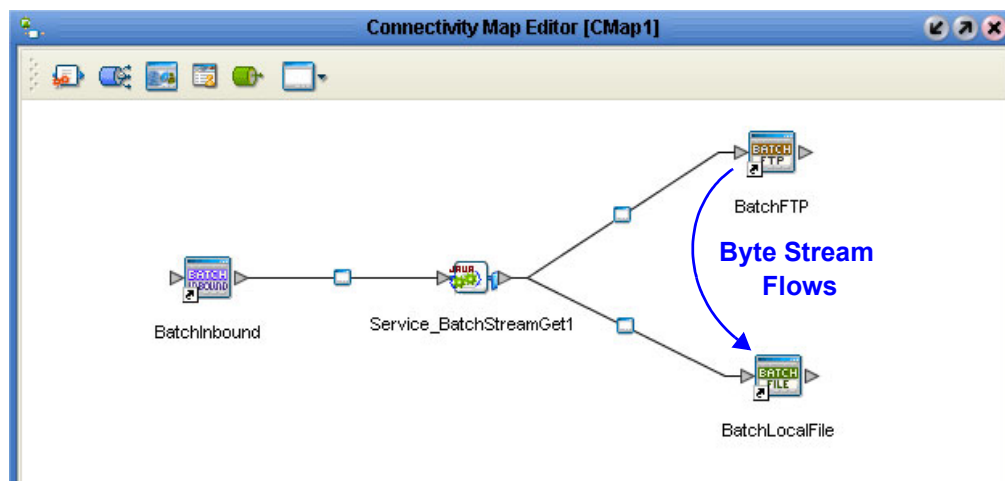 Connectivity Map Editor [CMap1]
BATCH
FTP
BatchFTP
Byte Stream
Flows
BATCH
INBOUND
BatchInbound
JAVA
Service_BatchStreamGet1
BATCH
FILE
BatchLocalFile